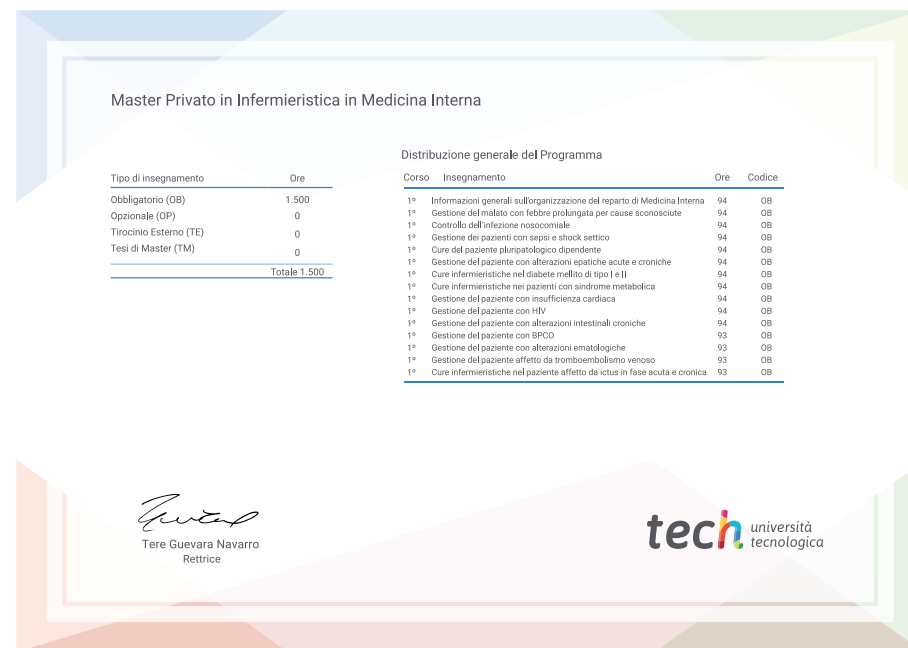 Master Privato in Infermieristica in Medicina Interna
Tipo di insegnamento Ore
Obbligatorio (OB) 1.500
Opzionale (OP) 0
Tirocinio Esterno (TE) 0
Tesi di Master (TM) 0
Totale 1.500
Distribuzione generale del Programma
Corso Insegnamento Ore Codice
1º Informazioni generali sull'organizzazione del reparto di Medicina Interna 94 OB
1º Gestione del malato con febbre prolungata per cause sconosciute 94 OB
1º Controllo dell'infezione nosocomiale 94 OB
1º Gestione dei pazienti con sepsi e shock settico 94 OB
1º Cure del paziente pluripatologico dipendente 94 OB
1º Gestione del paziente con alterazioni epatiche acute e croniche 94 OB
1º Cure infermieristiche nel diabete mellito di tipo I e II 94 OB
1º Cure infermieristiche nei pazienti con sindrome metabolica 94 OB
1º Gestione del paziente con insufficienza cardiaca 94 OB
1º Gestione del paziente con HIV 94 OB
1º Gestione del paziente con alterazioni intestinali croniche 94 OB
1º Gestione del paziente con BPCO 93 OB
1º Gestione del paziente con alterazioni ematologiche 93 OB
1º Gestione del paziente affetto da tromboembolismo venoso 93 OB
1º Cure infermieristiche nel paziente affetto da ictus in fase acuta e cronica 93 OB
Tere Guevara Navarro
Rettrice
tech università
tecnologica